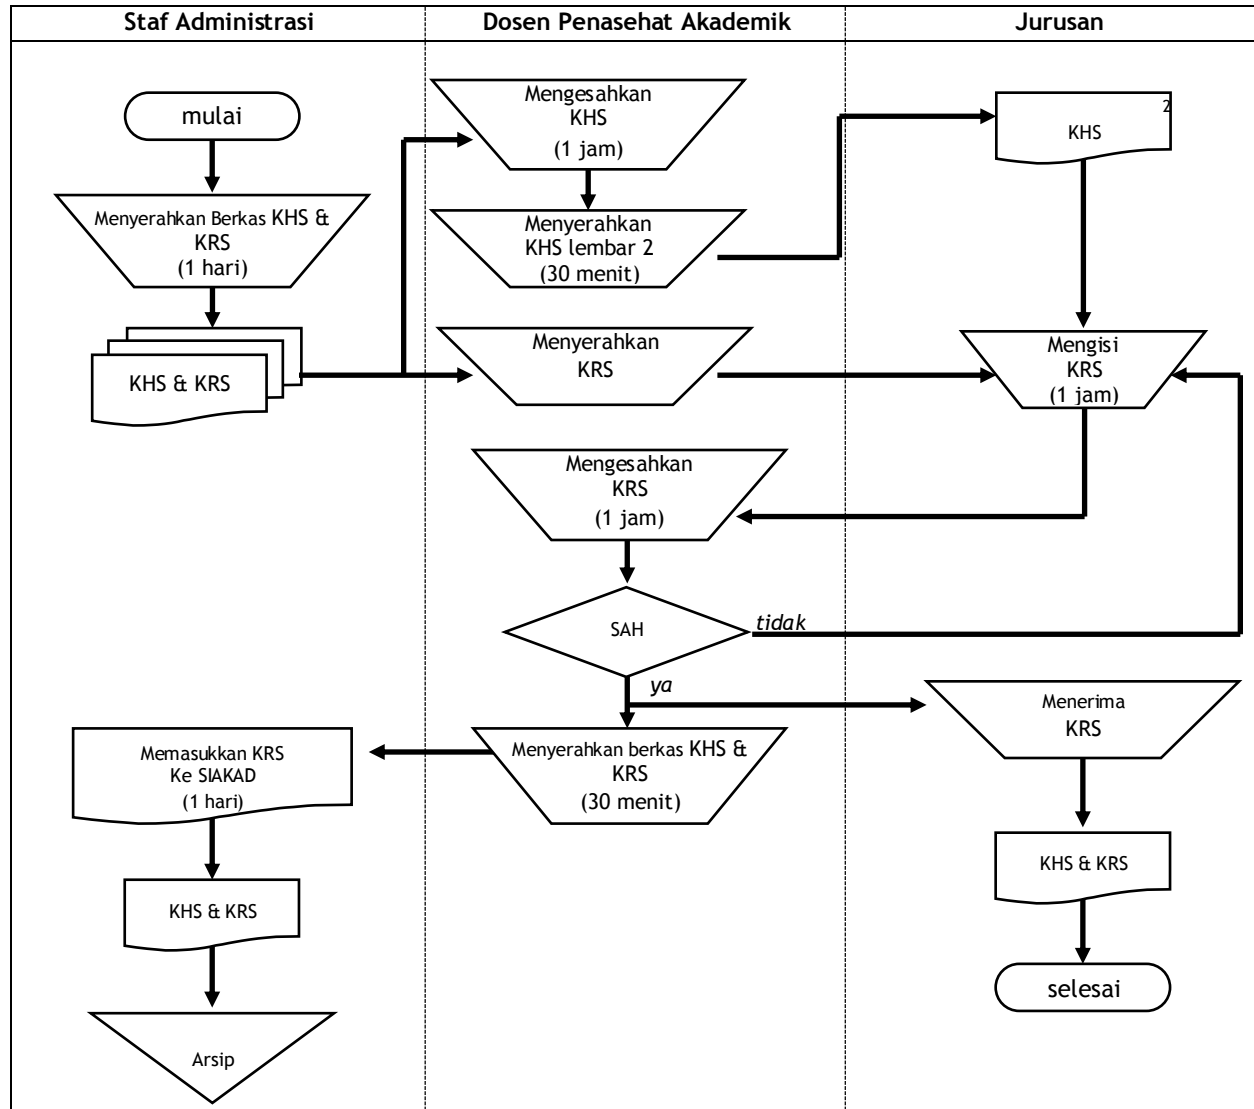 Staf Administrasi
Dosen Penasehat Akademik
Jurusan
mulai
Menyerahkan Berkas KHS &
KRS
(1 hari)
KHS & KRS
Mengesahkan
KHS
(1 jam)
Menyerahkan
KHS lembar 2
(30 menit)
2
KHS
Menyerahkan
KRS
Mengisi
KRS
(1 jam)
Mengesahkan
KRS
(1 jam)
SAH
tidak
ya
Menerima
KRS
Menyerahkan berkas KHS &
KRS
(30 menit)
Memasukkan KRS
Ke SIAKAD
(1 hari)
KHS & KRS
KHS & KRS
selesai
Arsip